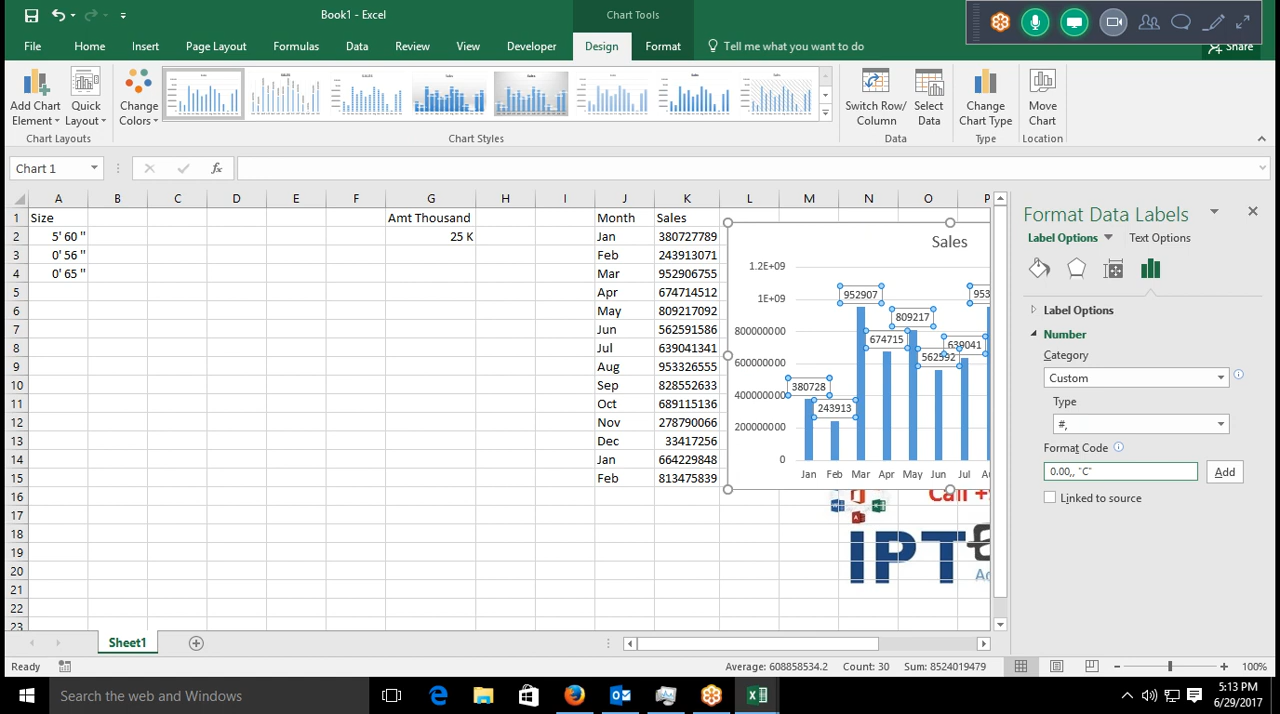 Book1 - Excel
Chart Tools
File Home Insert Page Layout Formulas Data Review View Developer Design Format Tell me what you want to do Share
Add Chart Element Quick Layout Change Colors Switch Row/ Column Select Data Change Chart Type Move Chart
Chart Layouts Chart Styles Data Type Location
Chart 1 fx
A B C D E F G H I J K L M N O P
1 Size Amt Thousand Month Sales
2 5' 60 " 25 K Jan 380727789
3 0' 56 " Feb 243913071
4 0' 65 " Mar 952906755
5 Apr 674714512
6 May 809217092
7 Jun 562591586
8 Jul 639041341
9 Aug 953326555
10 Sep 828552633
11 Oct 689115136
12 Nov 278790066
13 Dec 33417256
14 Jan 664229848
15 Feb 813475839
16
17
18
19
20
21
22
23
Sales
1.2E+09
1E+09
800000000
600000000
400000000
200000000
0
952907
953
809217
674715
639041
562592
380728
243913
Jan Feb Mar Apr May Jun Jul
Call +
IPT
Format Data Labels
Label Options Text Options
Label Options
Number
Category
Custom
Type
#,
Format Code
0.00,, "C"
Add
Linked to source
Sheet1
Ready Average: 608858534.2 Count: 30 Sum: 8524019479 100%
Search the web and Windows
5:13 PM
6/29/2017